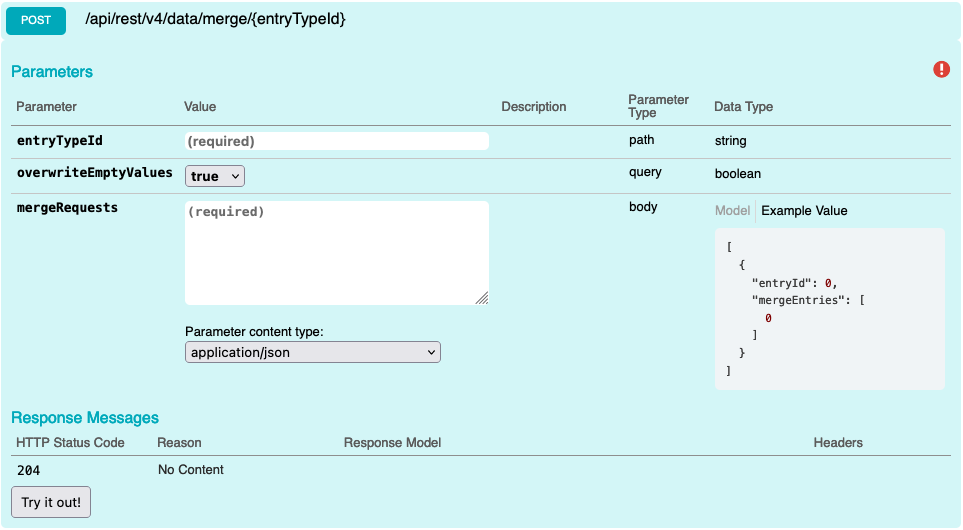 POST /api/rest/v4/data/merge/{entryTypeId}
Parameters
!
Parameter Value Description Parameter Type Data Type
entryTypeId (required) path string
overwriteEmptyValues true query boolean
mergeRequests (required) body Model Example Value
[
{
"entryId": 0,
"mergeEntries": [
0
]
}
]
Parameter content type:
application/json
Response Messages
HTTP Status Code Reason Response Model Headers
204 No Content
Try it out!